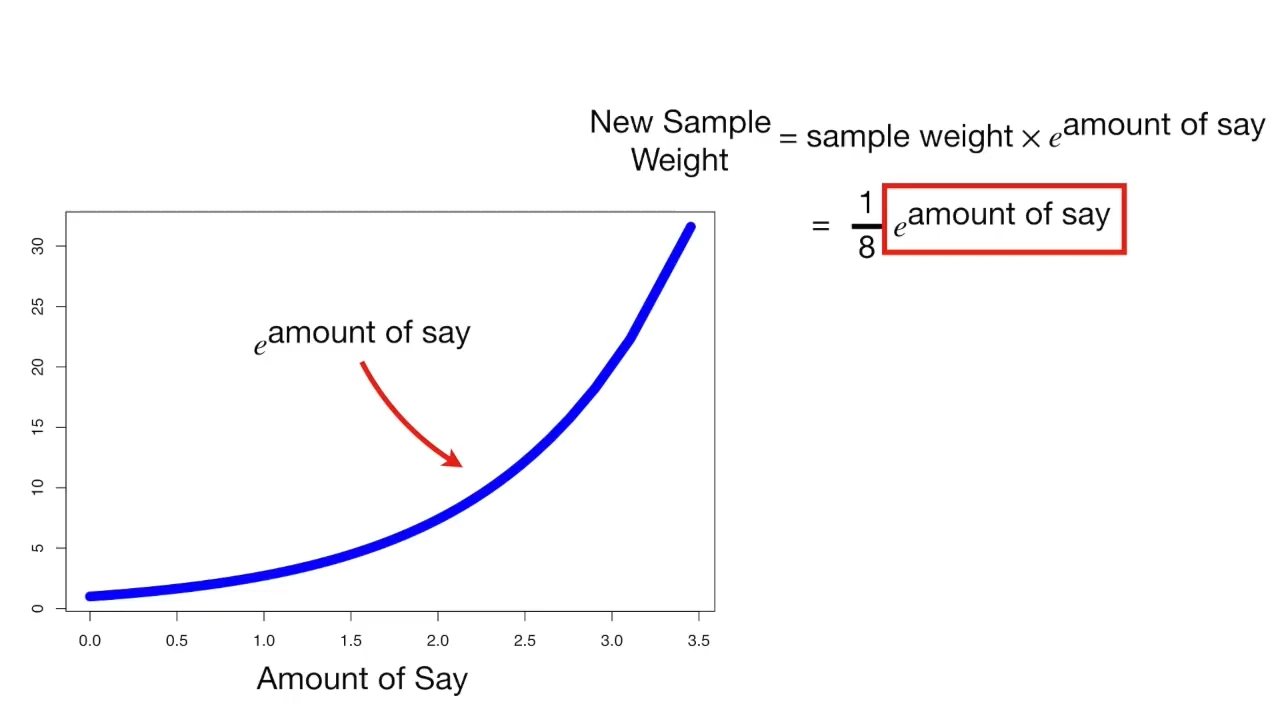 New Sample
Weight
= sample weight × e^amount of say
= 1/8 e^amount of say
e^amount of say
30
25
20
15
10
5
0
0.0 0.5 1.0 1.5 2.0 2.5 3.0 3.5
Amount of Say